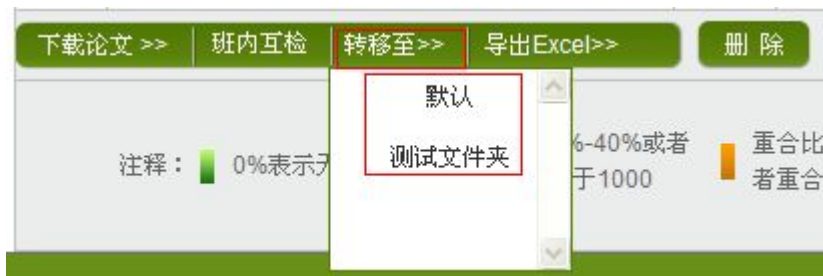 下载论文 >> 班内互检 转移至>> 导出Excel>> 删 除
默认
测试文件夹
注释： 0%表示
%-40%或者
于1000
重合比
者重合